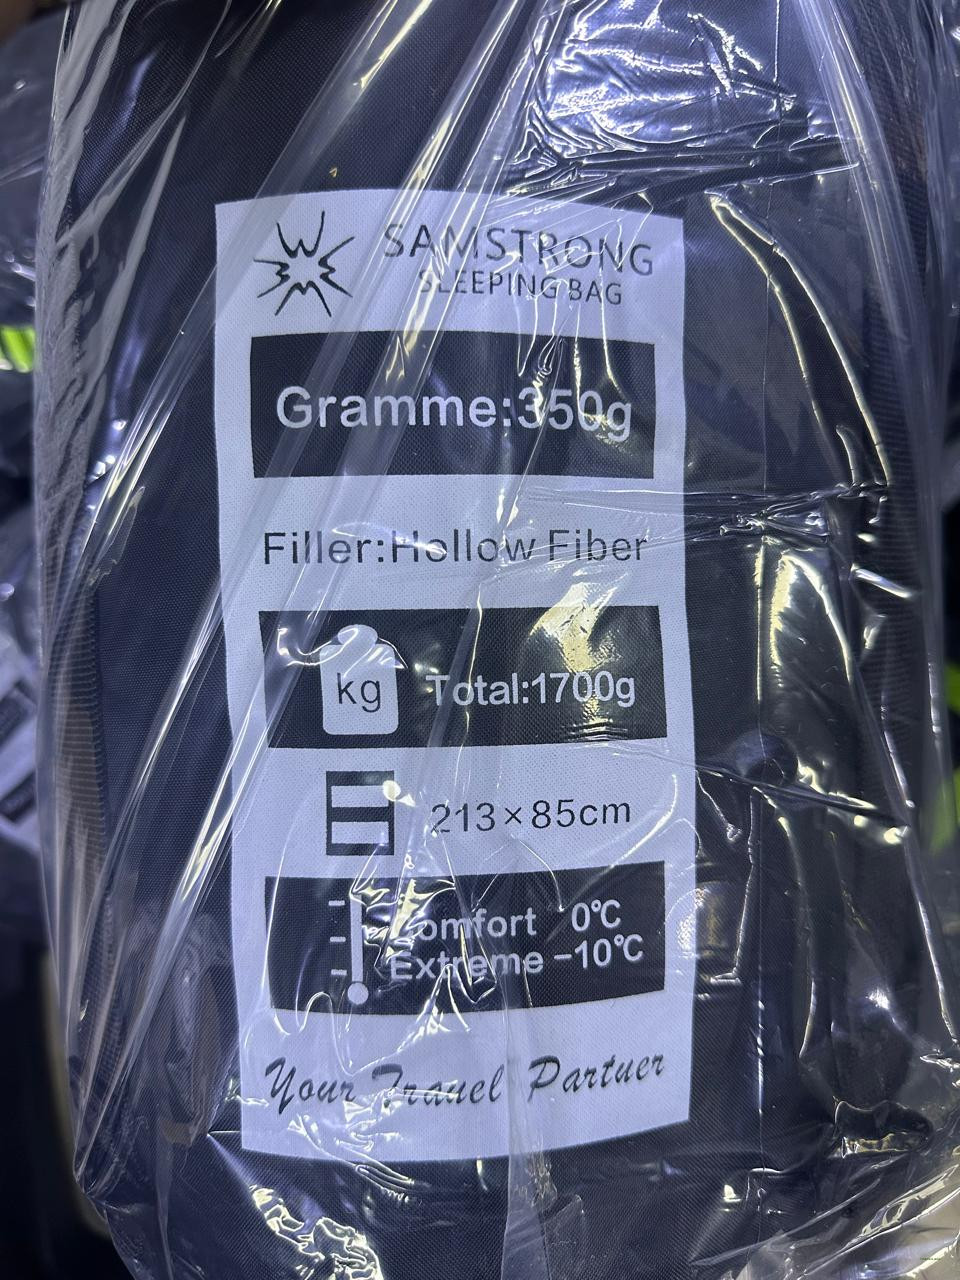 SAMSTRONG
SLEEPING BAG
Gramme:350g
Filler:Hollow Fiber
kg Total:1700g
213×85cm
Comfort 0℃
Extreme -10℃
Your Travel Partner